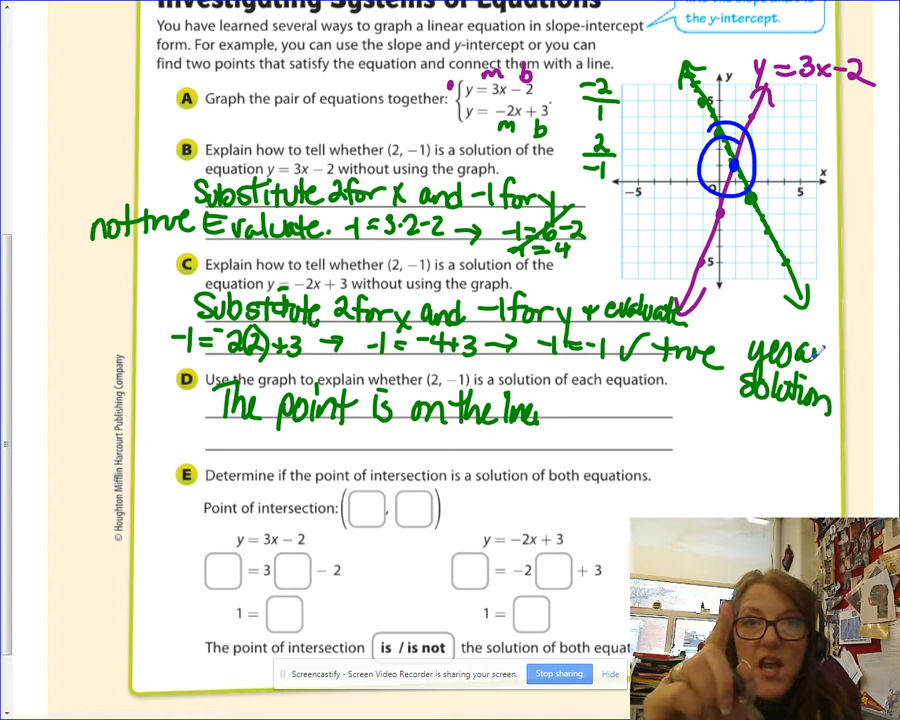 Investigating Systems of Equations
the y-intercept.
You have learned several ways to graph a linear equation in slope-intercept
form. For example, you can use the slope and y-intercept or you can
find two points that satisfy the equation and connect them with a line.
m b
y = 3x - 2
A Graph the pair of equations together: { y = 3x − 2
y = −2x + 3 .
m b
-2/1
2/-1
y
x
−5
5
0
5
B Explain how to tell whether (2, −1) is a solution of the
equation y = 3x − 2 without using the graph.
Substitute 2 for x and -1 for y
not true Evaluate. -1 = 3·2-2 → -1 = 6-2
-1 = 4
C Explain how to tell whether (2, −1) is a solution of the
equation y = −2x + 3 without using the graph.
Substitute 2 for x and -1 for y + evaluate
-1 = -2(2)+3 → -1 = -4+3 → -1 = -1 ✓ true yes a
solution
D Use the graph to explain whether (2, −1) is a solution of each equation.
The point is on the line
E Determine if the point of intersection is a solution of both equations.
Point of intersection: ( , )
y = 3x − 2 y = −2x + 3
= 3 − 2 = −2 + 3
1 = 1 =
The point of intersection is / is not the solution of both equat
© Houghton Mifflin Harcourt Publishing Company
Screencastify - Screen Video Recorder is sharing your screen. Stop sharing Hide